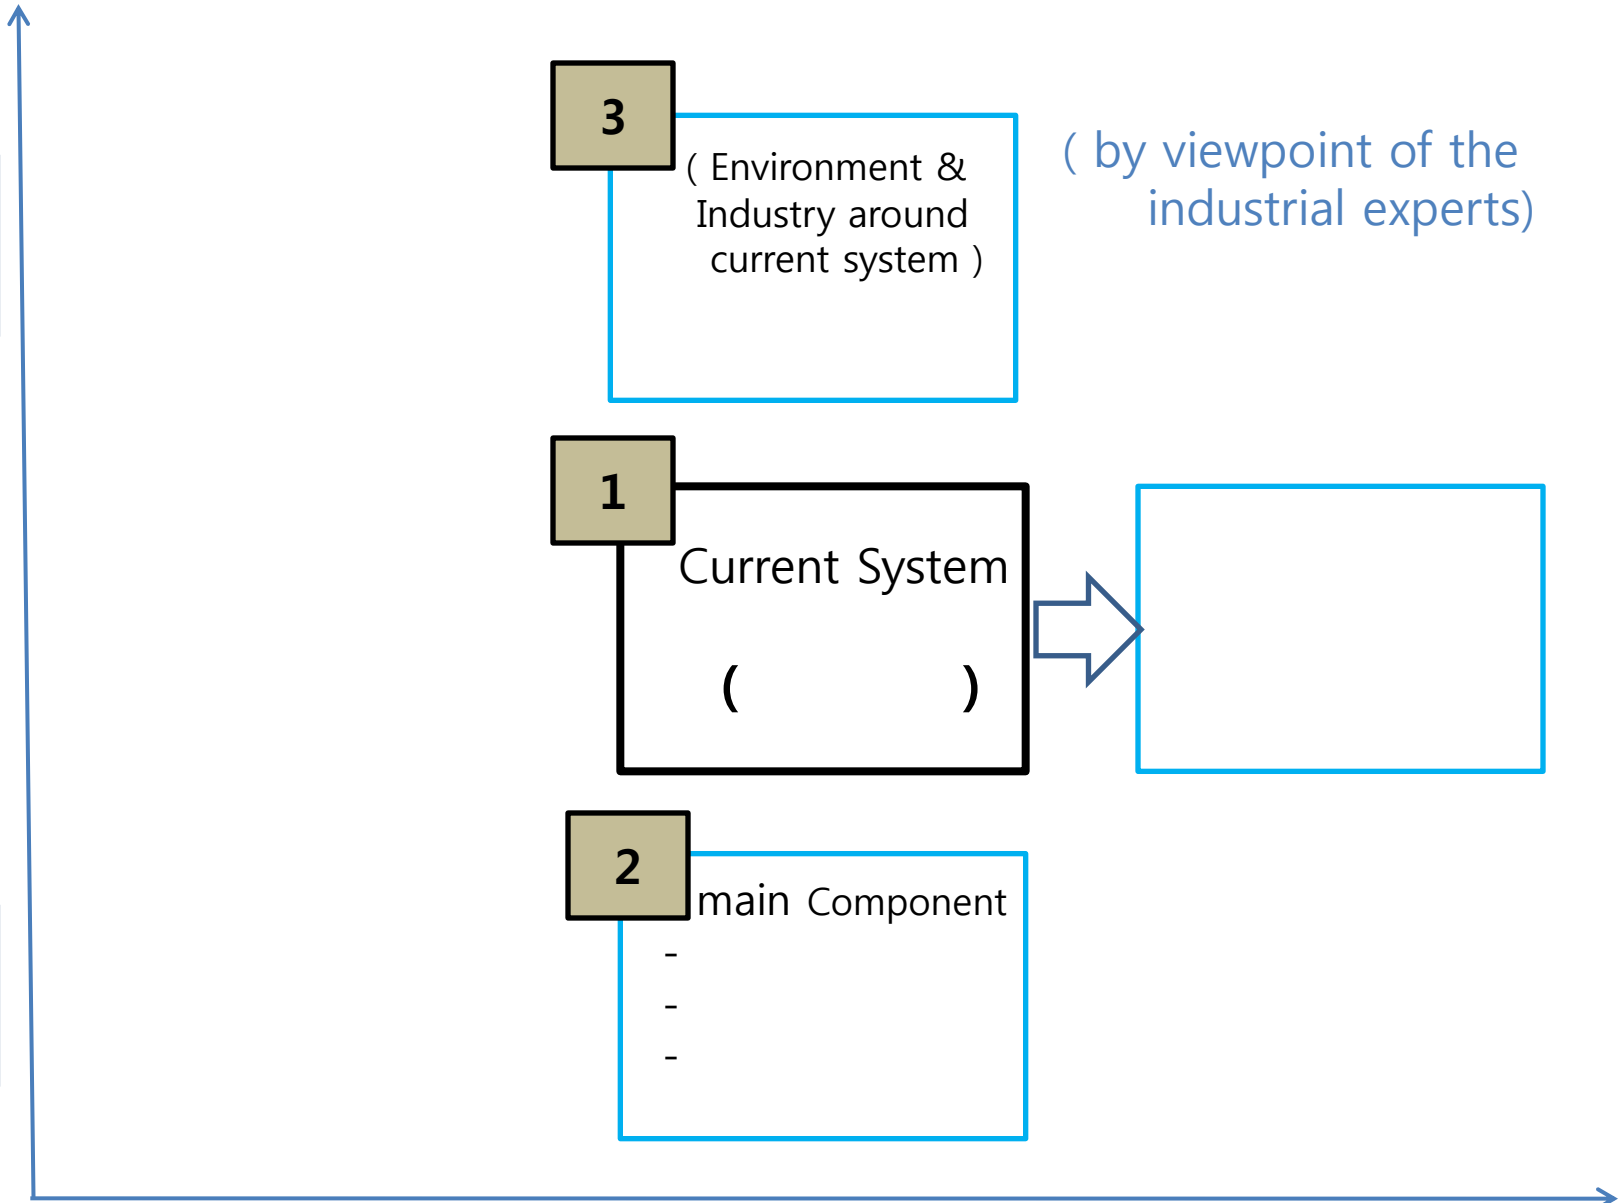 3
( Environment &
Industry around
current system )
( by viewpoint of the
industrial experts)
1
Current System
( )
2
main Component
-
-
-